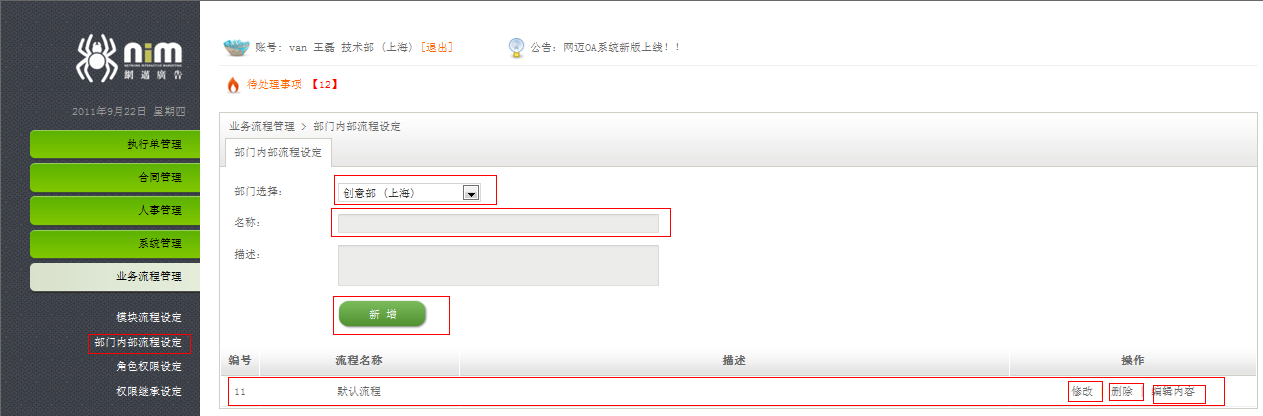 nim
網邁廣告
2011年9月22日 星期四
执行单管理
合同管理
人事管理
系统管理
业务流程管理
模块流程设定
部门内部流程设定
角色权限设定
权限继承设定
账号: van 王磊 技术部 (上海) [退出]
公告: 网迈OA系统新版上线!!
待处理事项 【12】
业务流程管理 > 部门内部流程设定
部门内部流程设定
部门选择: 创意部 (上海)
名称:
描述:
新 增
编号 流程名称 描述 操作
11 默认流程 修改 删除 | 编辑内容